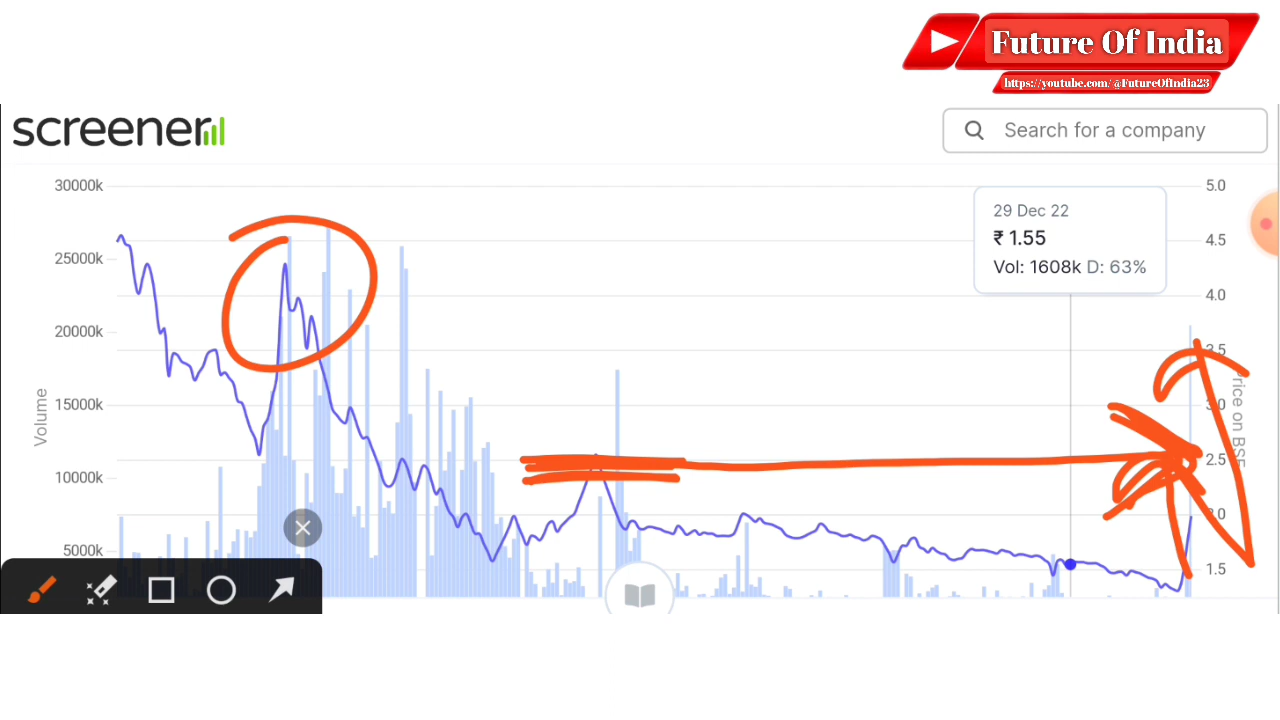 Future Of India
https://youtube.com/@FutureOfIndia23
screener
Search for a company
30000k
25000k
20000k
15000k
10000k
5000k
Volume
29 Dec 22
₹ 1.55
Vol: 1608k D: 63%
5.0
4.5
4.0
3.5
3.0
2.5
2.0
1.5
Price on BSE